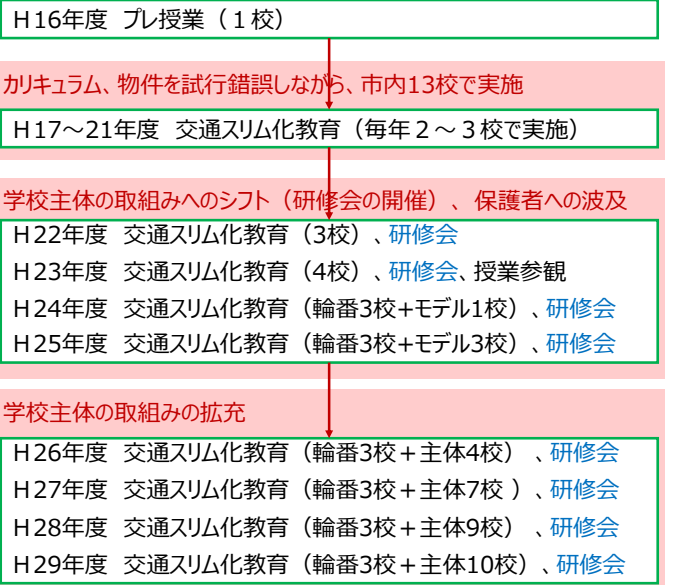 H16年度 プレ授業（１校）
カリキュラム、物件を試行錯誤しながら、市内13校で実施
H17～21年度 交通スリム化教育（毎年２～３校で実施）
学校主体の取組みへのシフト（研修会の開催）、保護者への波及
H22年度 交通スリム化教育（3校）、研修会
H23年度 交通スリム化教育（4校）、研修会、授業参観
H24年度 交通スリム化教育（輪番3校+モデル1校）、研修会
H25年度 交通スリム化教育（輪番3校+モデル3校）、研修会
学校主体の取組みの拡充
H26年度 交通スリム化教育（輪番3校＋主体4校） 、研修会
H27年度 交通スリム化教育（輪番3校＋主体7校 ）、研修会
H28年度 交通スリム化教育（輪番3校＋主体9校） 、研修会
H29年度 交通スリム化教育（輪番3校＋主体10校）、研修会